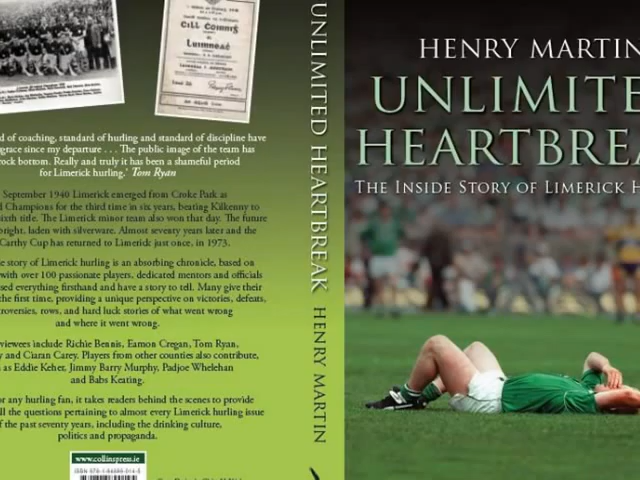 CILL COINNIG
Luimneac
d of coaching, standard of hurling and standard of discipline have
grace since my departure . . . The public image of the team has
rock bottom. Really and truly it has been a shameful period
for Limerick hurling.' Tom Ryan
September 1940 Limerick emerged from Croke Park as
d Champions for the third time in six years, bearing Kilkenny to
ixth title. The Limerick minor team also won that day. The future
bright, laden with silverware. Almost seventy years later and the
Carthy Cup has returned to Limerick just once, in 1973.
e story of Limerick hurling is an absorbing chronicle, based on
with over 100 passionate players, dedicated mentors and officials
sed everything firsthand and have a story to tell. Many give their
the first time, providing a unique perspective on victories, defeats,
roversies, rows, and hard luck stories of what went wrong
and where it went wrong.
viewees include Richie Bennis, Eamon Cregan, Tom Ryan,
y and Ciaran Carey. Players from other counties also contribute,
h as Eddie Keher, Jimmy Barry Murphy, Padjoe Whelehan
and Babs Keating.
or any hurling fan, it takes readers behind the scenes to provide
ll the questions pertaining to almost every Limerick hurling issue
f the past seventy years, including the drinking culture,
politics and propaganda.
www.collinspress.ie
UNLIMITED HEARTBREAK HENRY MARTIN
HENRY MARTIN
UNLIMITE
HEARTBREA
THE INSIDE STORY OF LIMERICK H